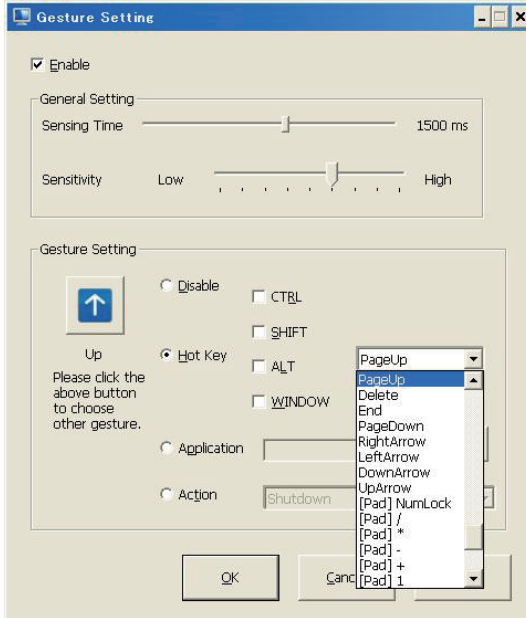 Gesture Setting
Enable
General Setting
Sensing Time 1500 ms
Sensitivity Low High
Gesture Setting
Disable
CTRL
SHIFT
Up
Hot Key
ALT
PageUp
Please click the
above button
to choose
other gesture.
WINDOW
PageUp
Delete
End
PageDown
RightArrow
LeftArrow
DownArrow
UpArrow
[Pad] NumLock
[Pad] /
[Pad] *
[Pad] -
[Pad] +
[Pad] 1
Application
Action
Shutdown
OK
Canc